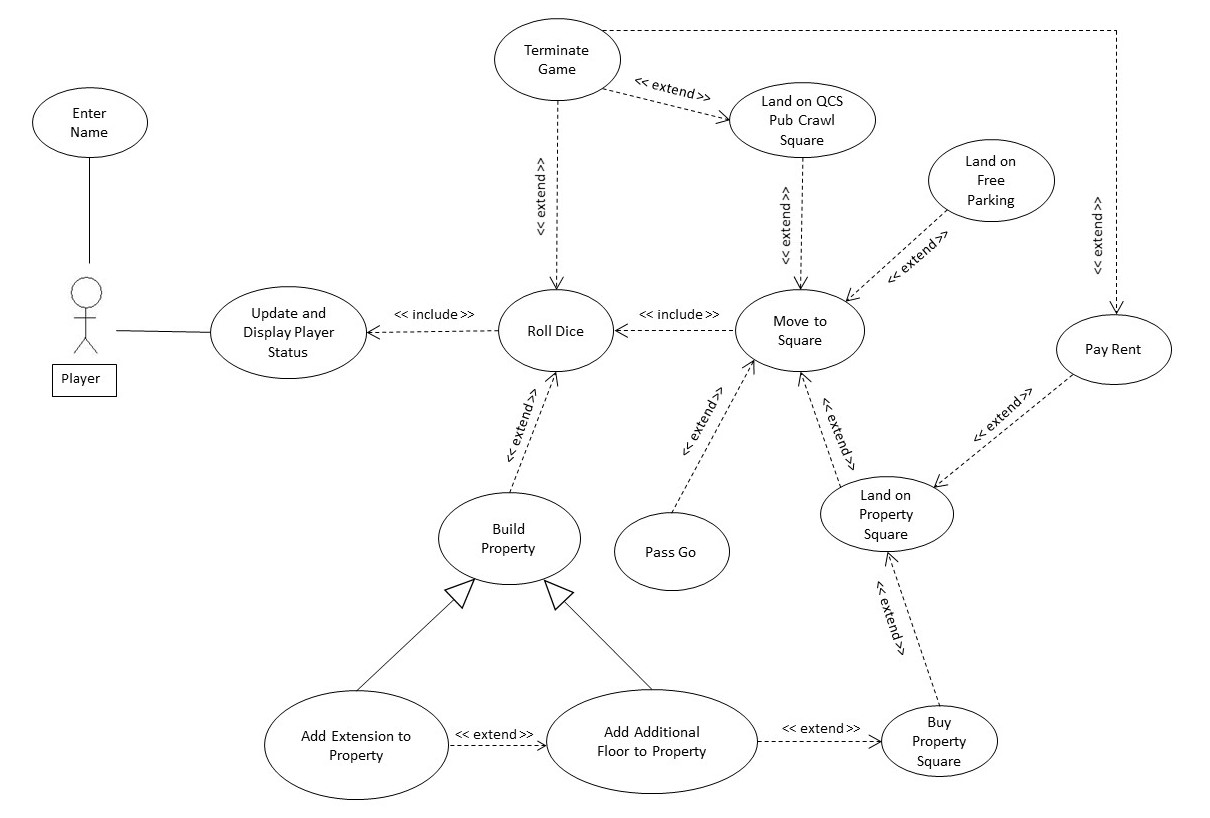 Terminate
Game
<< extend >>
Land on QCS
Pub Crawl
Square
Enter
Name
Land on
Free
Parking
<< extend >>
<< extend >>
<< extend >>
<< extend >>
Update and
Display Player
Status
<< include >>
Roll Dice
<< include >>
Move to
Square
Pay Rent
Player
<< extend >>
<< extend >>
<< extend >>
<< extend >>
Land on
Property
Square
Build
Property
Pass Go
<< extend >>
Add Extension to
Property
<< extend >>
Add Additional
Floor to Property
<< extend >>
Buy
Property
Square